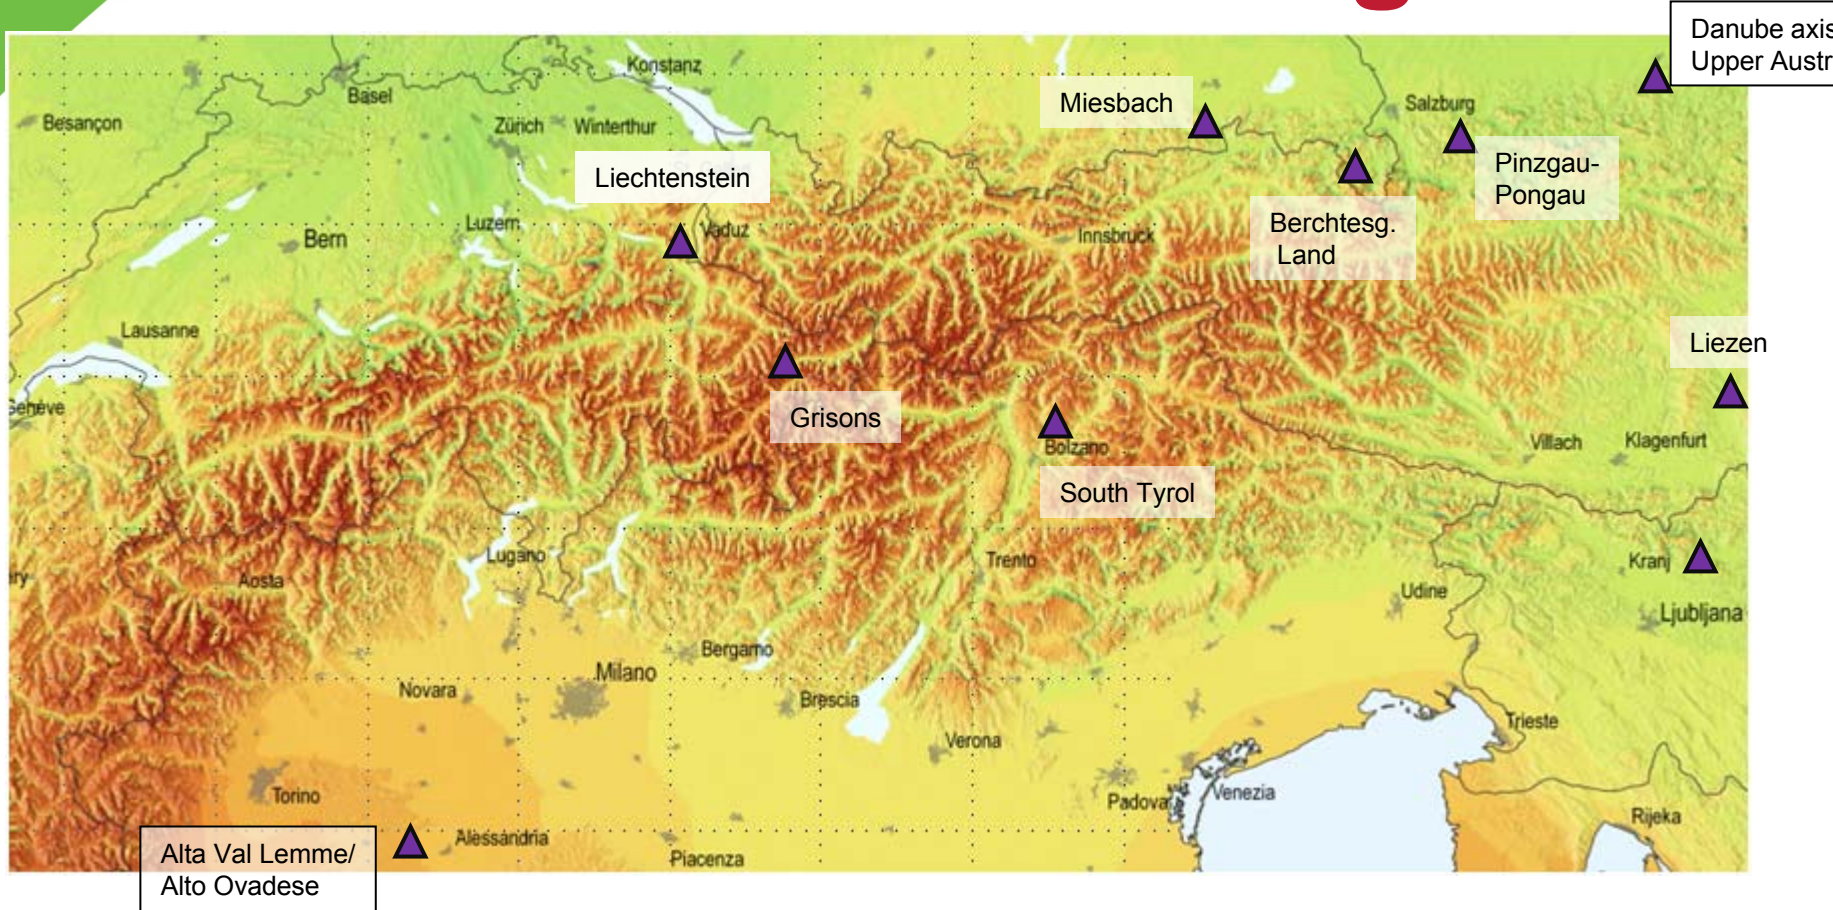 Danube axis
Upper Austr
Konstanz
Basel
Miesbach
Salzburg
Besançon
Zürich
Winterthur
Pinzgau-
Pongau
Liechtenstein
Luzern
Vaduz
Bern
Innsbruck
Berchtesg.
Land
Lausanne
Liezen
Genève
Grisons
Bolzano
Villach
Klagenfurt
South Tyrol
Lugano
Trento
Kranj
ry
Aosta
Udine
Ljubljana
Bergamo
Milano
Novara
Brescia
Trieste
Verona
Torino
Padova
Venezia
Rijeka
Alessándria
Piacenza
Alta Val Lemme/
Alto Ovadese